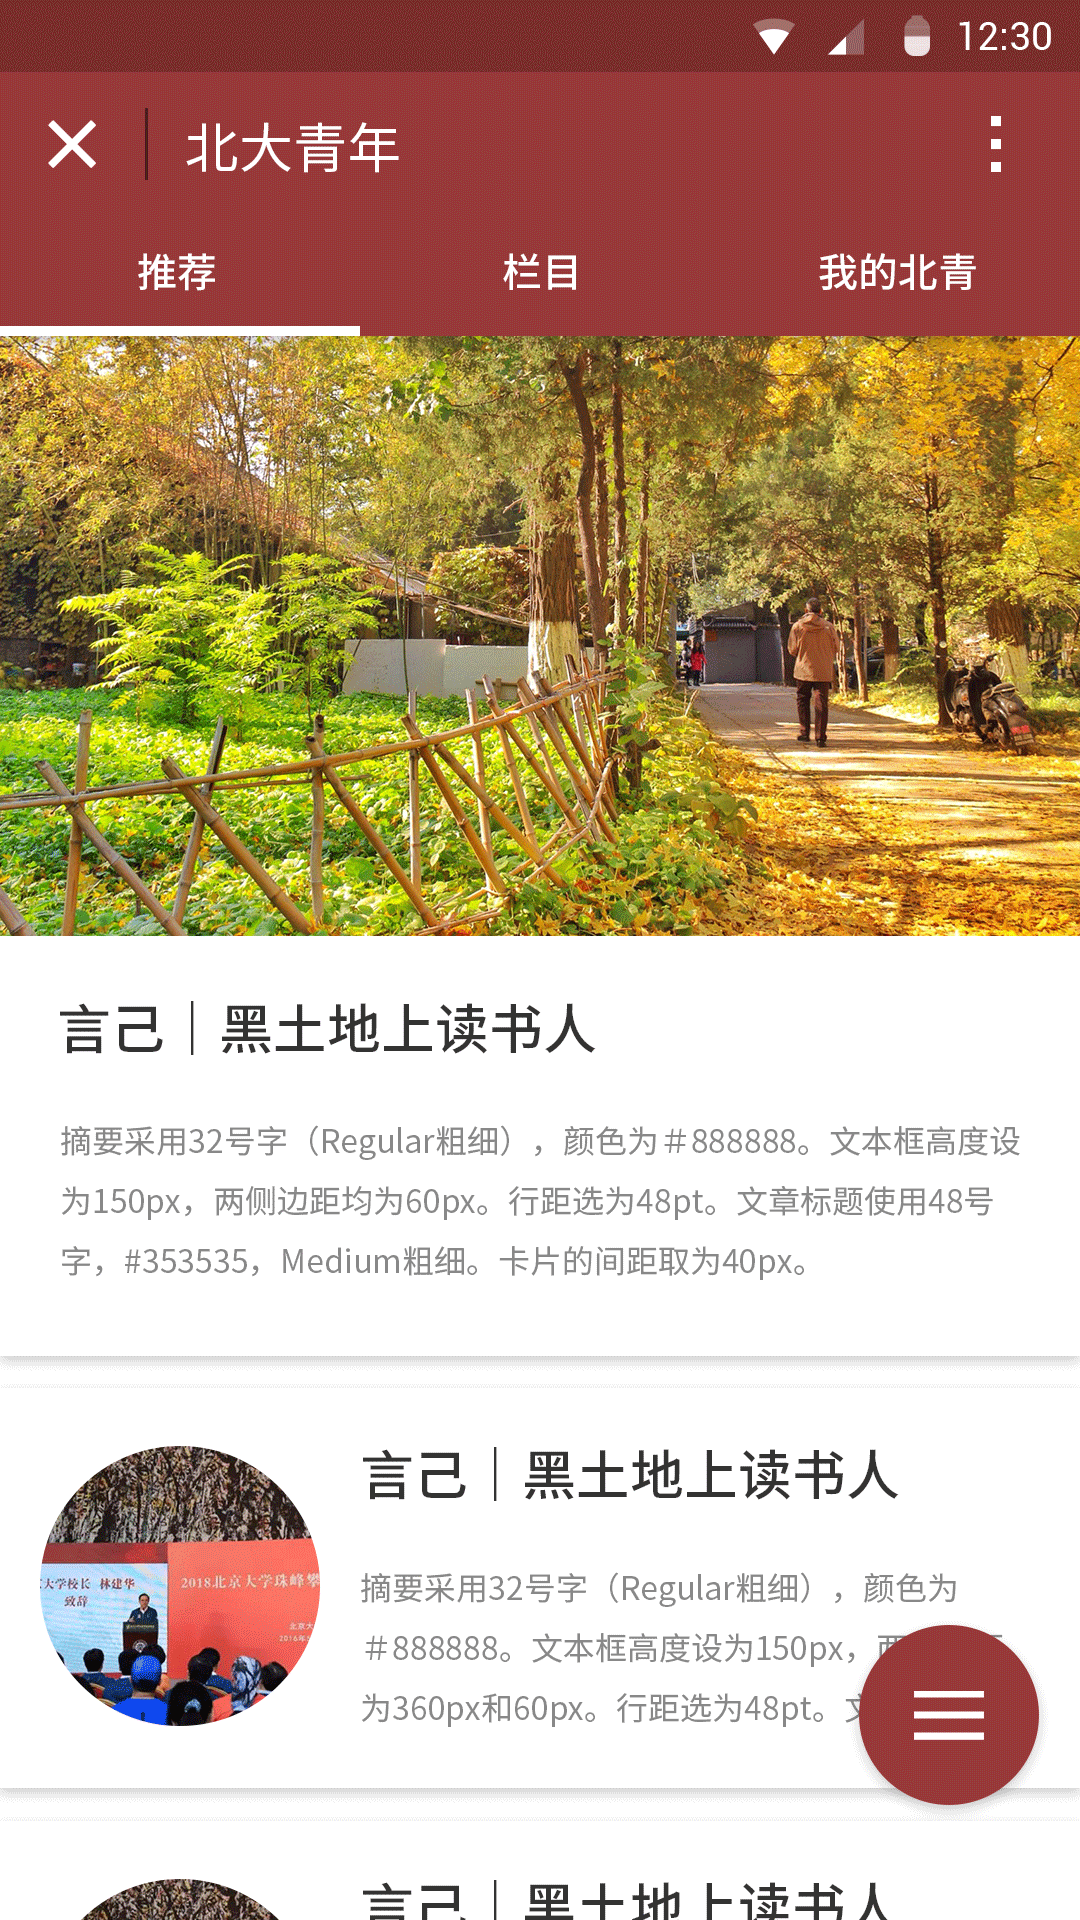 12:30
北大青年
推荐 栏目 我的北青
言己｜黑土地上读书人
摘要采用32号字（Regular粗细），颜色为＃888888。文本框高度设
为150px，两侧边距均为60px。行距选为48pt。文章标题使用48号
字，#353535，Medium粗细。卡片的间距取为40px。
言己｜黑土地上读书人
大学校长 林建华
致辞
2018北京大学珠峰攀
北京大
摘要采用32号字（Regular粗细），颜色为
＃888888。文本框高度设为150px，
为360px和60px。行距选为48pt。
言己｜黑土地上读书人